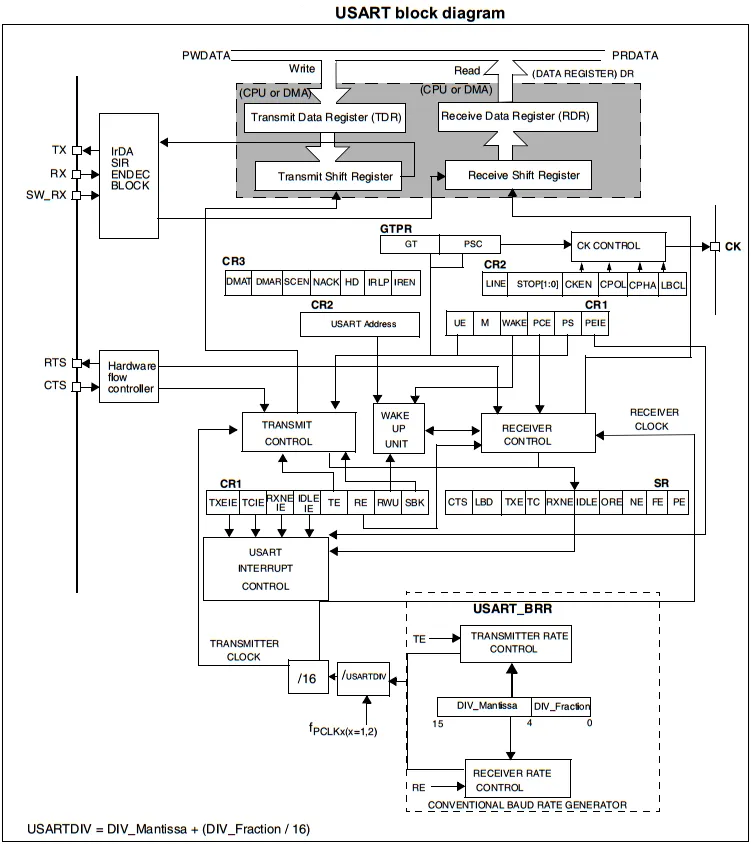 USART block diagram
PWDATA
PRDATA
Write
Read
(DATA REGISTER) DR
(CPU or DMA)
(CPU or DMA)
Transmit Data Register (TDR)
Receive Data Register (RDR)
TX
RX
SW_RX
IrDA
SIR
ENDEC
BLOCK
Transmit Shift Register
Receive Shift Register
GTPR
GT PSC
CK CONTROL
CK
CR3
DMAT DMAR SCEN NACK HD IRLP IREN
CR2
LINE STOP[1:0] CKEN CPOL CPHA LBCL
CR2
USART Address
CR1
UE M WAKE PCE PS PEIE
RTS
CTS
Hardware
flow
controller
TRANSMIT
CONTROL
WAKE
UP
UNIT
RECEIVER
CONTROL
RECEIVER
CLOCK
CR1
TXEIE TCIE RXNE IDLE TE RE RWU SBK
IE IE
SR
CTS LBD TXE TC RXNE IDLE ORE NE FE PE
USART
INTERRUPT
CONTROL
USART_BRR
TE
TRANSMITTER RATE
CONTROL
TRANSMITTER
CLOCK
/16
/USARTDIV
fPCLKx(x=1,2)
DIV_Mantissa DIV_Fraction
15 4 0
RE
RECEIVER RATE
CONTROL
CONVENTIONAL BAUD RATE GENERATOR
USARTDIV = DIV_Mantissa + (DIV_Fraction / 16)